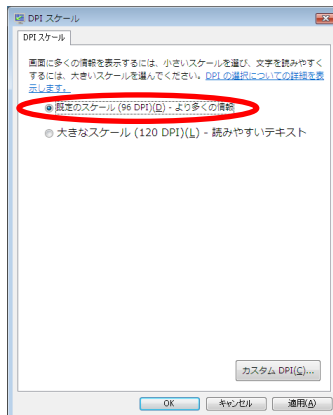 DPI スケール
DPI スケール
画面に多くの情報を表示するには、小さいスケールを選び、文字を読みやすく
するには、大きいスケールを選んでください。DPI の選択についての詳細を表
示します。
既定のスケール (96 DPI)(D) - より多くの情報
大きなスケール (120 DPI)(L) - 読みやすいテキスト
カスタム DPI(C)...
OK キャンセル 適用(A)